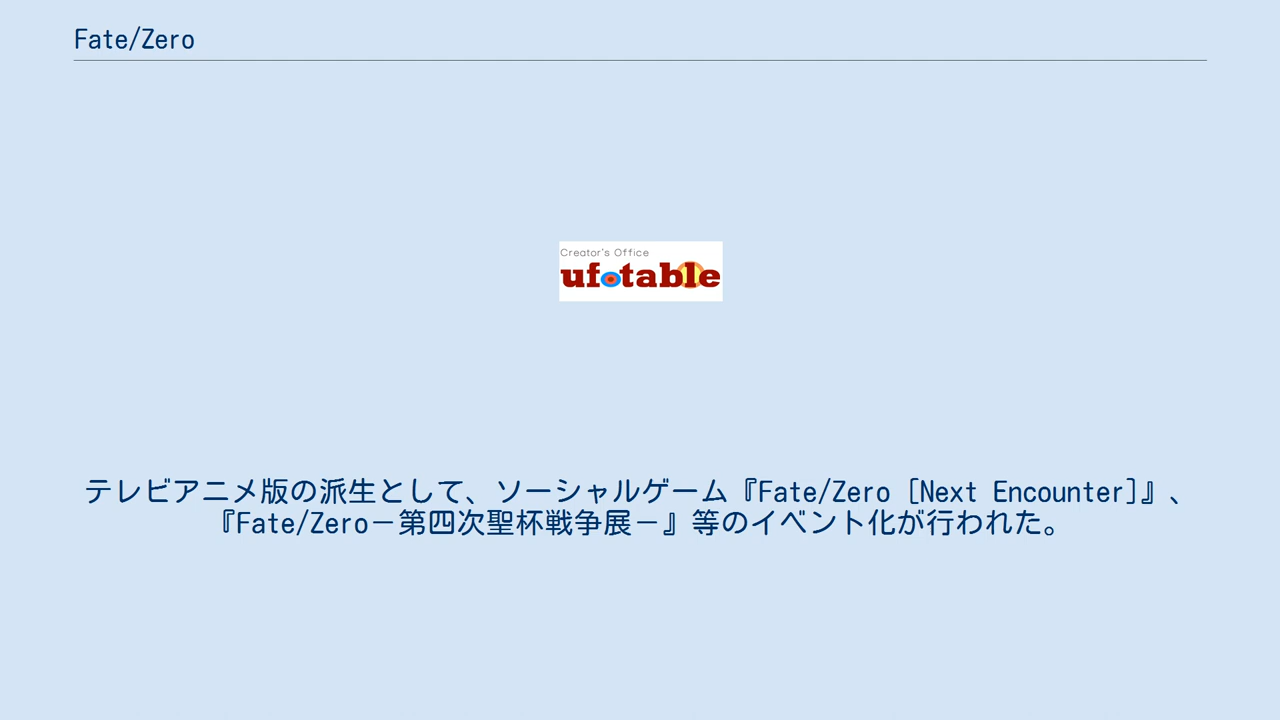 Fate/Zero
Creator's Office
ufotable
テレビアニメ版の派生として、ソーシャルゲーム『Fate/Zero [Next Encounter]』、
『Fate/Zero－第四次聖杯戦争展－』等のイベント化が行われた。